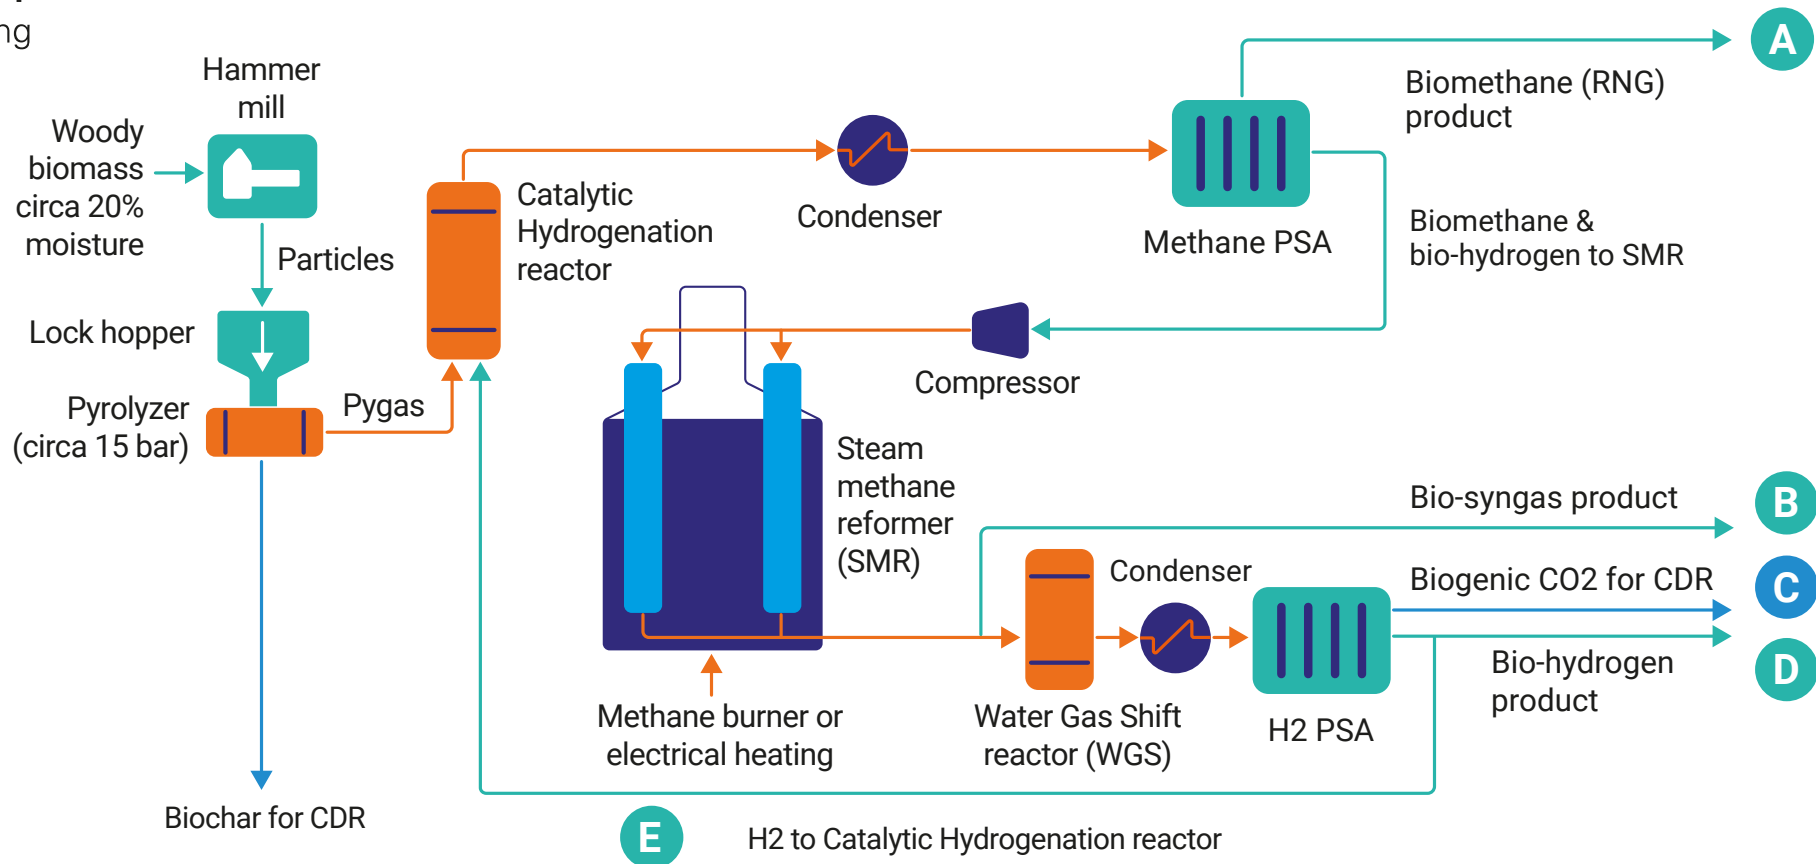 ng
Hammer
mill
Woody
biomass
circa 20%
moisture
Particles
Lock hopper
Pyrolyzer
(circa 15 bar)
Pygas
Biochar for CDR
Catalytic
Hydrogenation
reactor
Condenser
Methane PSA
A
Biomethane (RNG)
product
Biomethane &
bio-hydrogen to SMR
Compressor
Steam
methane
reformer
(SMR)
Methane burner or
electrical heating
Bio-syngas product
B
Condenser
Biogenic CO2 for CDR
C
Water Gas Shift
reactor (WGS)
H2 PSA
Bio-hydrogen
product
D
E
H2 to Catalytic Hydrogenation reactor